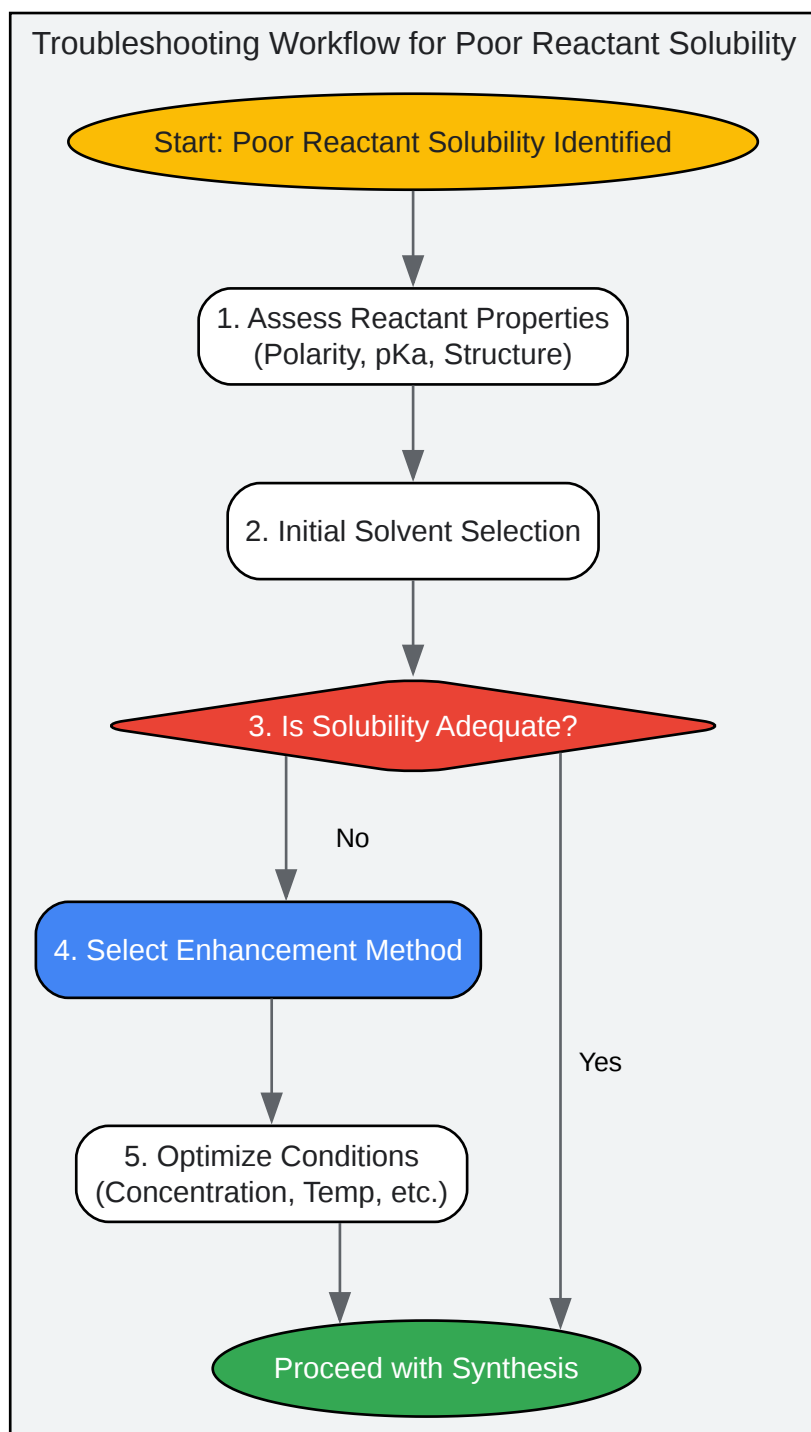 Troubleshooting Workflow for Poor Reactant Solubility
Start: Poor Reactant Solubility Identified
1. Assess Reactant Properties
(Polarity, pKa, Structure)
2. Initial Solvent Selection
3. Is Solubility Adequate?
No
4. Select Enhancement Method
Yes
5. Optimize Conditions
(Concentration, Temp, etc.)
Proceed with Synthesis